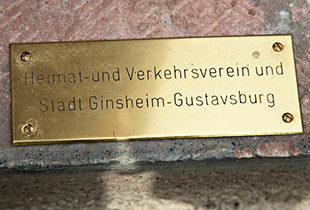 Heimat-und Verkehrsverein und
Stadt Ginsheim-Gustavsburg